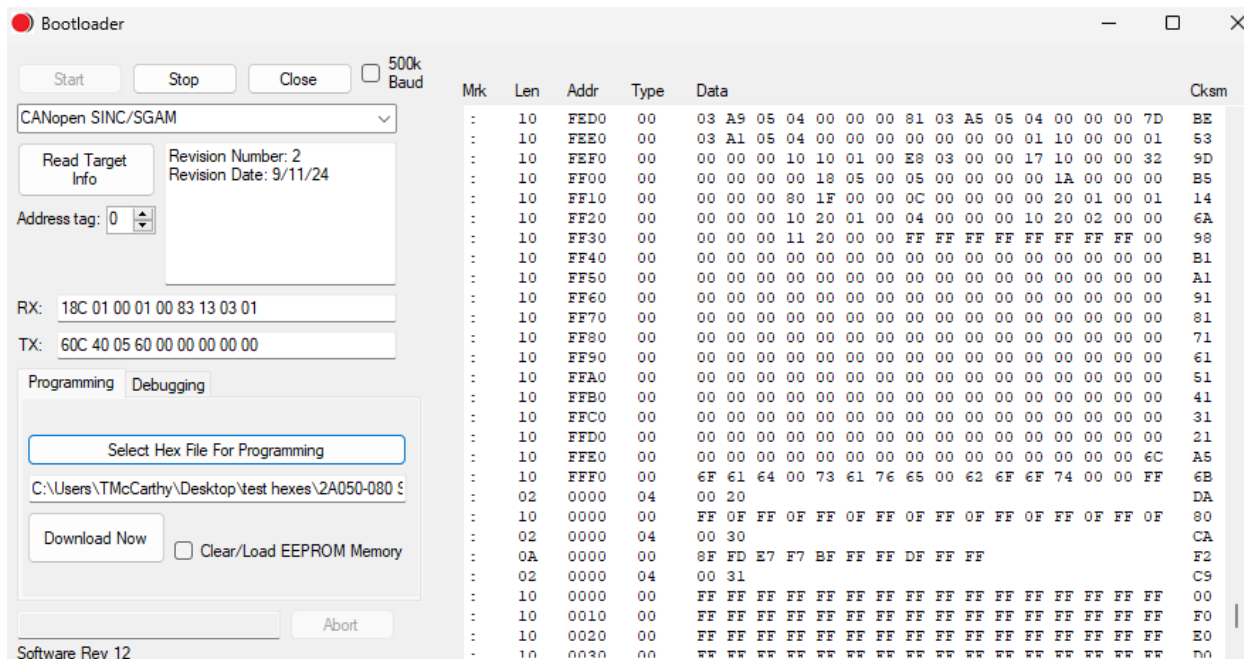 Bootloader
Start Stop Close 500k Baud
CANopen SINC/SGAM
Read Target Info
Revision Number: 2
Revision Date: 9/11/24
Address tag: 0
RX: 18C 01 00 01 00 83 13 03 01
TX: 60C 40 05 60 00 00 00 00 00
Programming Debugging
Select Hex File For Programming
C:\Users\TMcCarthy\Desktop\test hexes\2A050-080 S
Download Now Clear/Load EEPROM Memory
Abort
Software Rev 12
Mrk Len Addr Type Data Cksm
: 10 FED0 00 03 A9 05 04 00 00 00 81 03 A5 05 04 00 00 00 7D BE
: 10 FEE0 00 03 A1 05 04 00 00 00 00 00 00 00 01 10 00 00 01 53
: 10 FEF0 00 00 00 00 10 10 01 00 E8 03 00 00 17 10 00 00 32 9D
: 10 FF00 00 00 00 00 00 18 05 00 05 00 00 00 00 1A 00 00 00 B5
: 10 FF10 00 00 00 00 80 1F 00 00 0C 00 00 00 00 20 01 00 01 14
: 10 FF20 00 00 00 00 10 20 01 00 04 00 00 00 10 20 02 00 00 6A
: 10 FF30 00 00 00 00 11 20 00 00 FF FF FF FF FF FF FF FF 00 98
: 10 FF40 00 00 00 00 00 00 00 00 00 00 00 00 00 00 00 00 00 B1
: 10 FF50 00 00 00 00 00 00 00 00 00 00 00 00 00 00 00 00 00 A1
: 10 FF60 00 00 00 00 00 00 00 00 00 00 00 00 00 00 00 00 00 91
: 10 FF70 00 00 00 00 00 00 00 00 00 00 00 00 00 00 00 00 00 81
: 10 FF80 00 00 00 00 00 00 00 00 00 00 00 00 00 00 00 00 00 71
: 10 FF90 00 00 00 00 00 00 00 00 00 00 00 00 00 00 00 00 00 61
: 10 FFA0 00 00 00 00 00 00 00 00 00 00 00 00 00 00 00 00 00 51
: 10 FFB0 00 00 00 00 00 00 00 00 00 00 00 00 00 00 00 00 00 41
: 10 FFC0 00 00 00 00 00 00 00 00 00 00 00 00 00 00 00 00 00 31
: 10 FFD0 00 00 00 00 00 00 00 00 00 00 00 00 00 00 00 00 00 21
: 10 FFE0 00 00 00 00 00 00 00 00 00 00 00 00 00 00 00 00 6C A5
: 10 FFF0 00 6F 61 64 00 73 61 76 65 00 62 6F 6F 74 00 00 FF 6B
: 02 0000 04 00 20 DA
: 10 0000 00 FF 0F FF 0F FF 0F FF 0F FF 0F FF 0F FF 0F FF 0F 80
: 02 0000 04 00 30 CA
: 0A 0000 00 8F FD E7 F7 BF FF FF DF FF FF F2
: 02 0000 04 00 31 C9
: 10 0000 00 FF FF FF FF FF FF FF FF FF FF FF FF FF FF FF FF 00
: 10 0010 00 FF FF FF FF FF FF FF FF FF FF FF FF FF FF FF FF F0
: 10 0020 00 FF FF FF FF FF FF FF FF FF FF FF FF FF FF FF FF E0
: 10 0030 00 FF FF FF FF FF FF FF FF FF FF FF FF FF FF FF FF D0